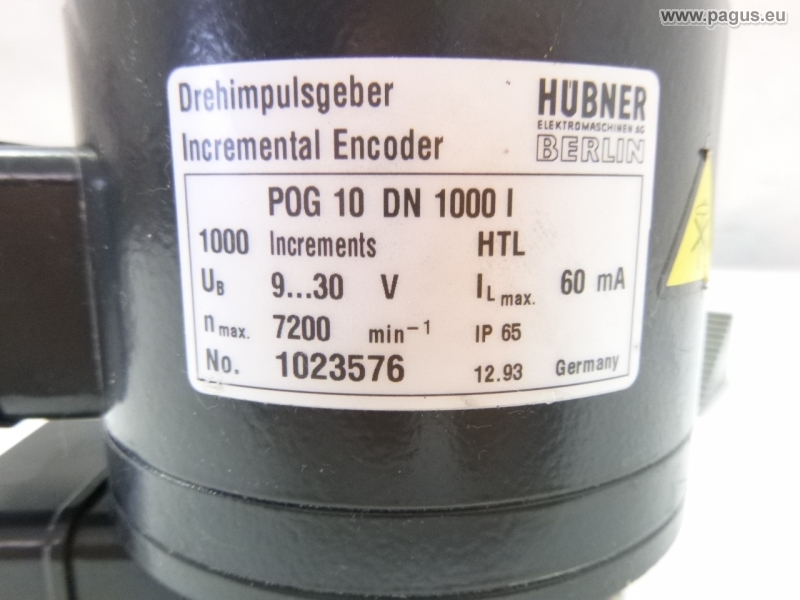 www.pagus.eu
Drehimpulsgeber
Incremental Encoder
HÜBNER
ELEKTROMASCHINEN AG
BERLIN
POG 10 DN 1000 I
1000 Increments HTL
UB 9...30 V IL max. 60 mA
n max. 7200 min⁻¹ IP 65
No. 1023576 12.93 Germany